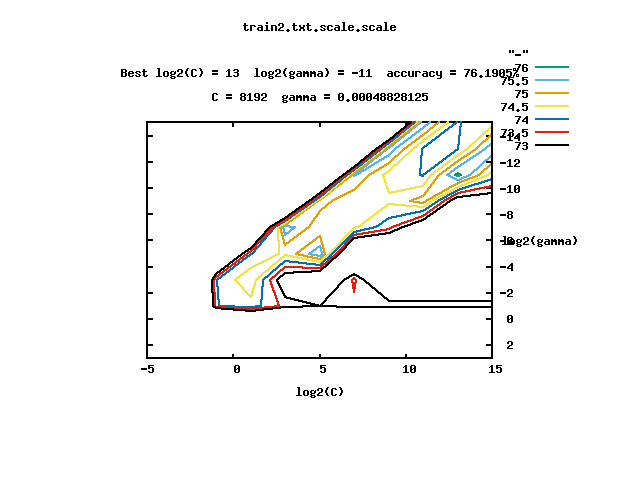 train2.txt.scale.scale
"-"
Best log2(C) = 13  log2(gamma) = -11  accuracy = 76.1905%
C = 8192  gamma = 0.00048828125
76
75.5
75
74.5
74
73.5
73
-14
-12
-10
-8
-6
log2(gamma)
-4
-2
0
2
-5 0 5 10 15
log2(C)